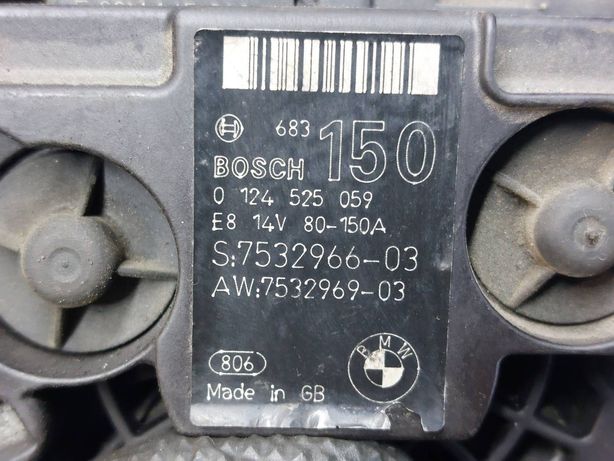 683 150
BOSCH
0 124 525 059
E8 14V 80-150A
S:7532966-03
AW:7532969-03
806
BMW
Made in GB